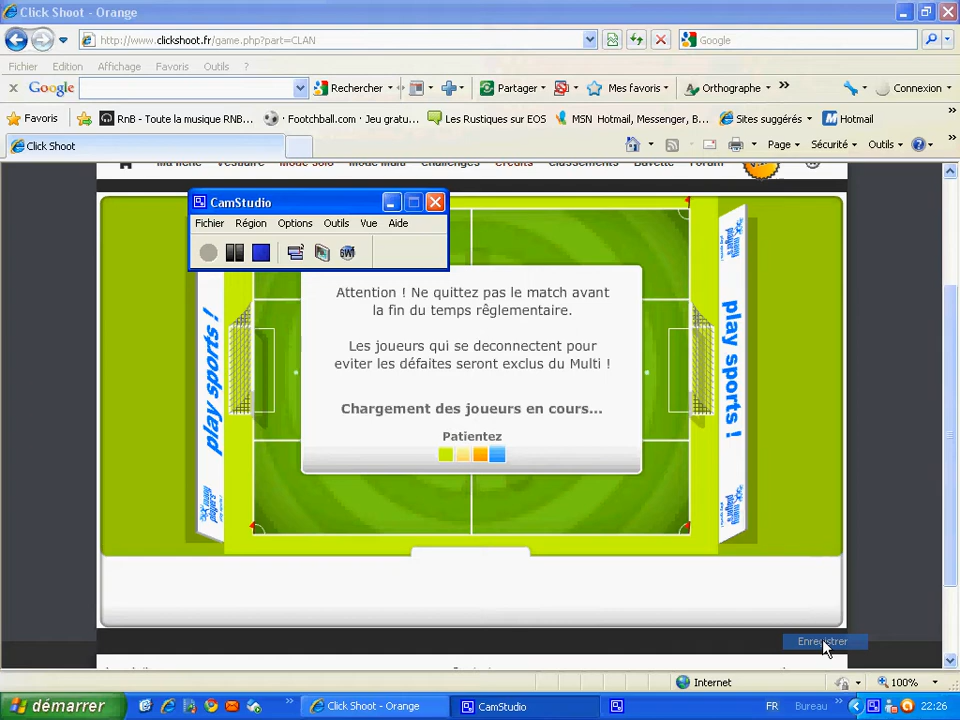 Click Shoot - Orange
http://www.clickshoot.fr/game.php?part=CLAN
Google
Fichier Edition Affichage Favoris Outils ?
Google Rechercher Partager Mes favoris Orthographe Connexion
Favoris RnB - Toute la musique RNB... Footchball.com - Jeu gratu... Les Rustiques sur EOS MSN Hotmail, Messenger, B... Sites suggérés Hotmail
Click Shoot
Page Sécurité Outils
CamStudio
Fichier Région Options Outils Vue Aide
Attention ! Ne quittez pas le match avant
la fin du temps rêglementaire.
Les joueurs qui se deconnectent pour
eviter les défaites seront exclus du Multi !
Chargement des joueurs en cours...
Patientez
play sports !
play sports !
Enregistrer
Internet
100%
démarrer
Click Shoot - Orange
CamStudio
FR
Bureau
22:26